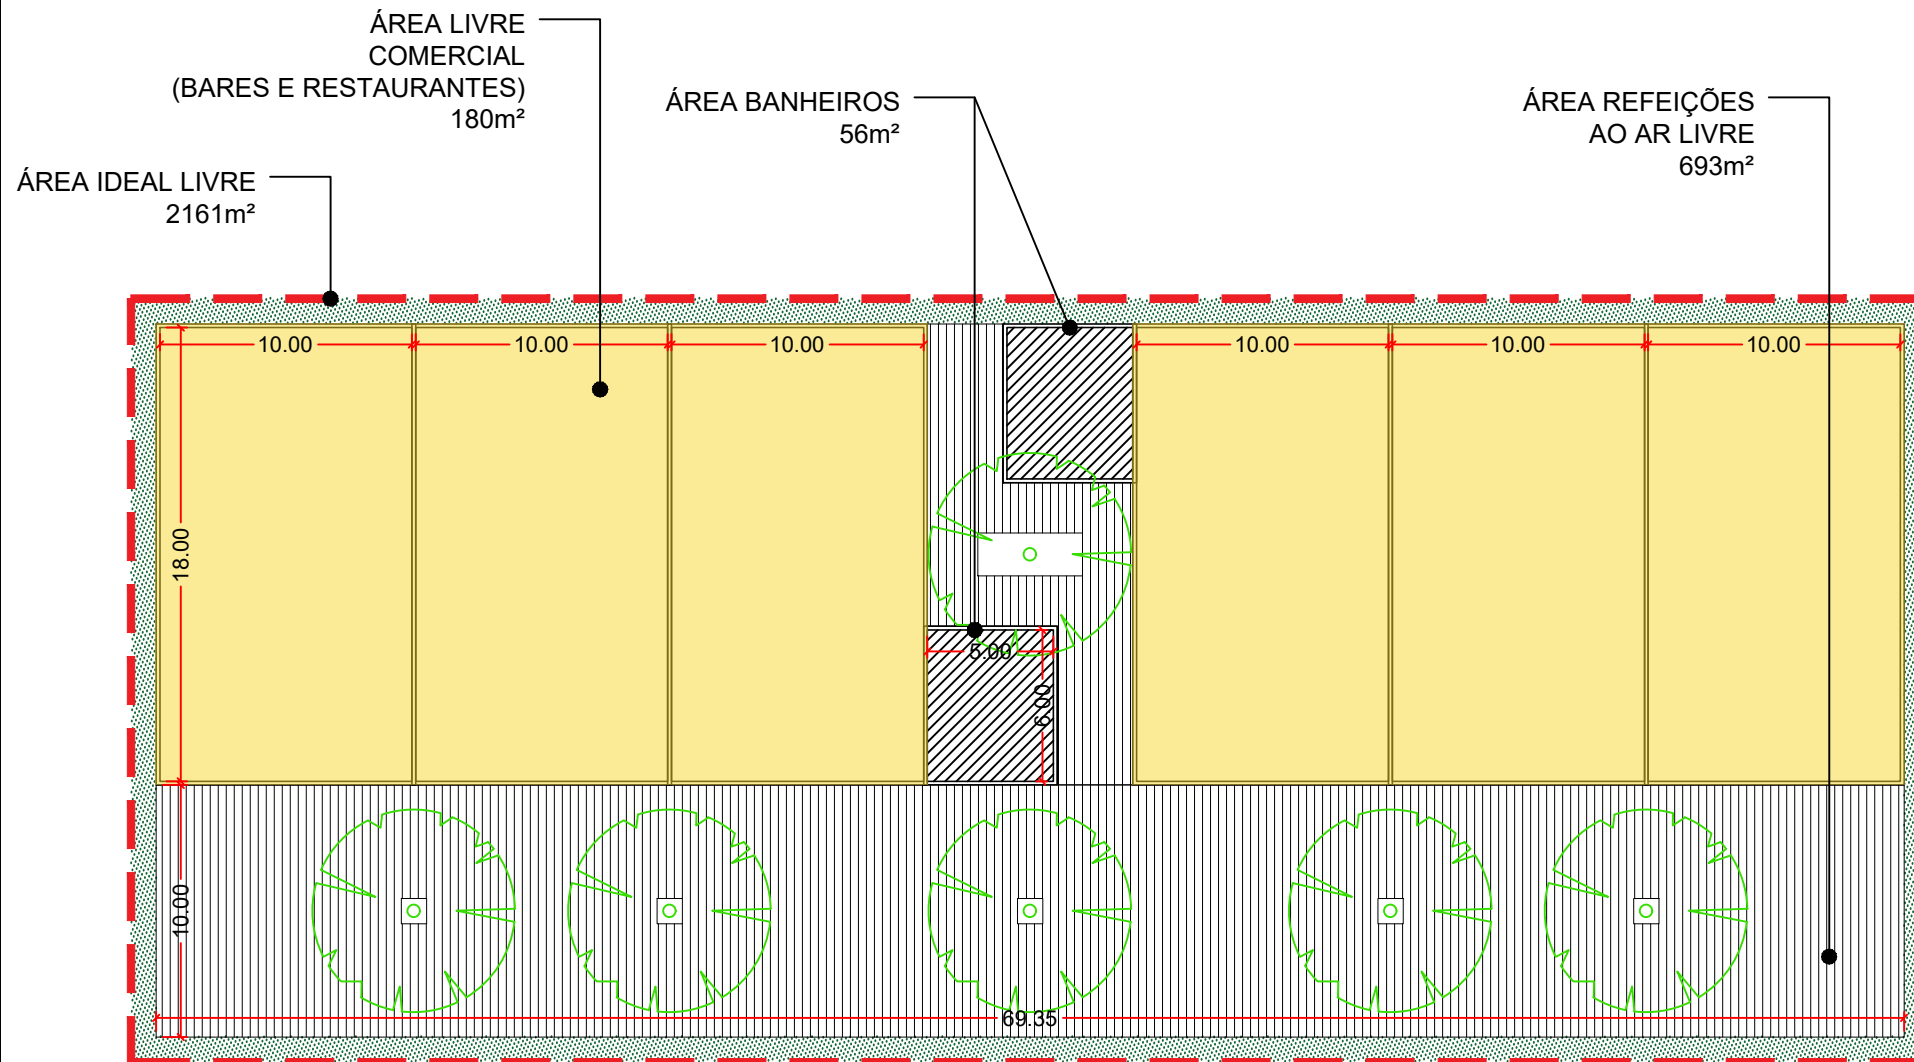 ÁREA LIVRE
COMERCIAL
(BARES E RESTAURANTES)
180m²
ÁREA BANHEIROS
56m²
ÁREA REFEIÇÕES
AO AR LIVRE
693m²
ÁREA IDEAL LIVRE
2161m²
10.00
10.00
10.00
10.00
10.00
10.00
18.00
5.00
6.00
10.00
69.35